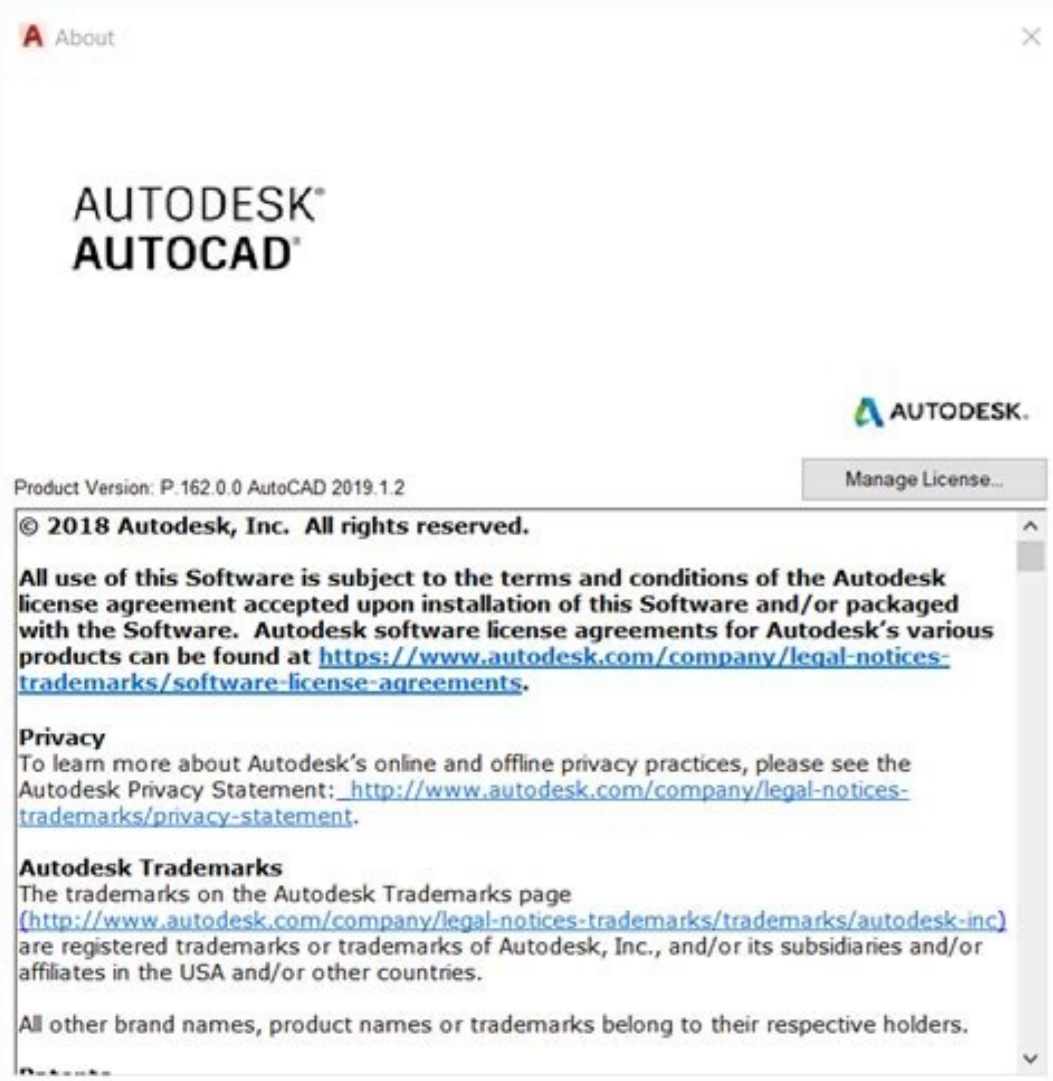 A About
AUTODESK®
AUTOCAD®
AUTODESK.
Manage License...
Product Version: P.162.0.0 AutoCAD 2019.1.2
© 2018 Autodesk, Inc.  All rights reserved.
All use of this Software is subject to the terms and conditions of the Autodesk
license agreement accepted upon installation of this Software and/or packaged
with the Software.  Autodesk software license agreements for Autodesk's various
products can be found at https://www.autodesk.com/company/legal-notices-
trademarks/software-license-agreements.
Privacy
To learn more about Autodesk's online and offline privacy practices, please see the
Autodesk Privacy Statement: http://www.autodesk.com/company/legal-notices-
trademarks/privacy-statement.
Autodesk Trademarks
The trademarks on the Autodesk Trademarks page
(http://www.autodesk.com/company/legal-notices-trademarks/trademarks/autodesk-inc)
are registered trademarks or trademarks of Autodesk, Inc., and/or its subsidiaries and/or
affiliates in the USA and/or other countries.
All other brand names, product names or trademarks belong to their respective holders.